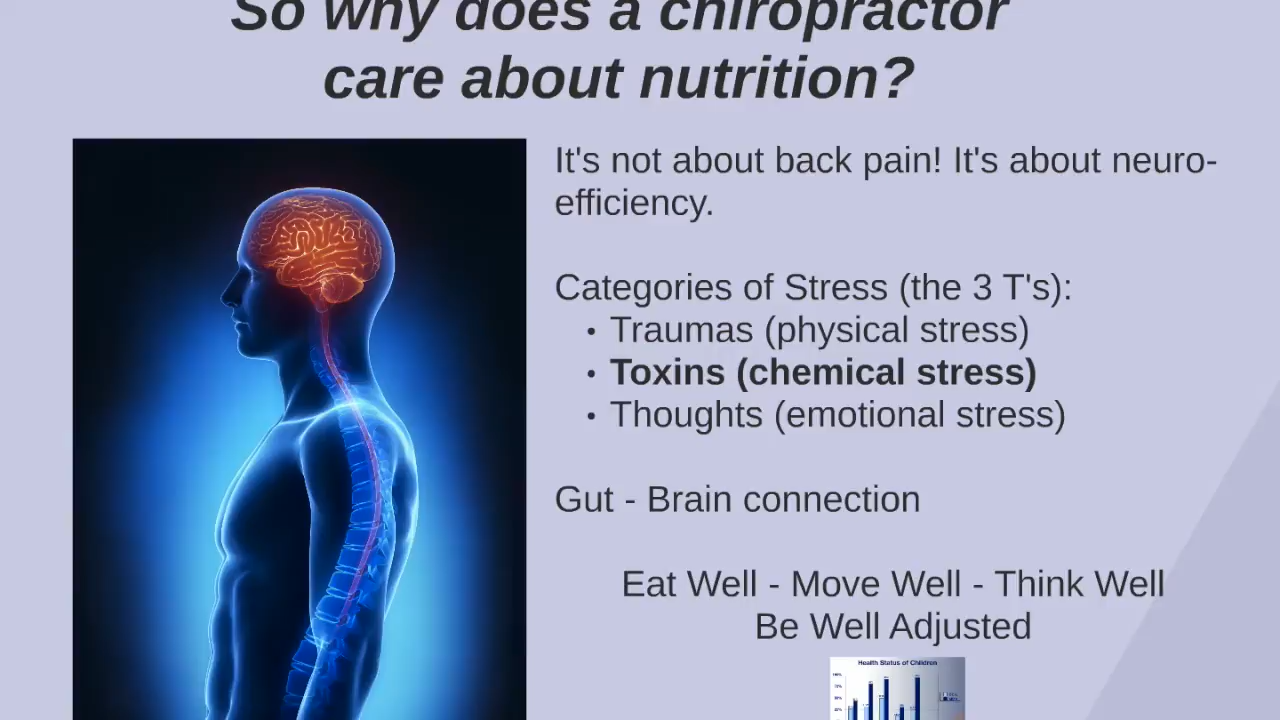 So why does a chiropractor
care about nutrition?
It's not about back pain! It's about neuro-
efficiency.
Categories of Stress (the 3 T's):
• Traumas (physical stress)
• Toxins (chemical stress)
• Thoughts (emotional stress)
Gut - Brain connection
Eat Well - Move Well - Think Well
Be Well Adjusted
Health Status of Children